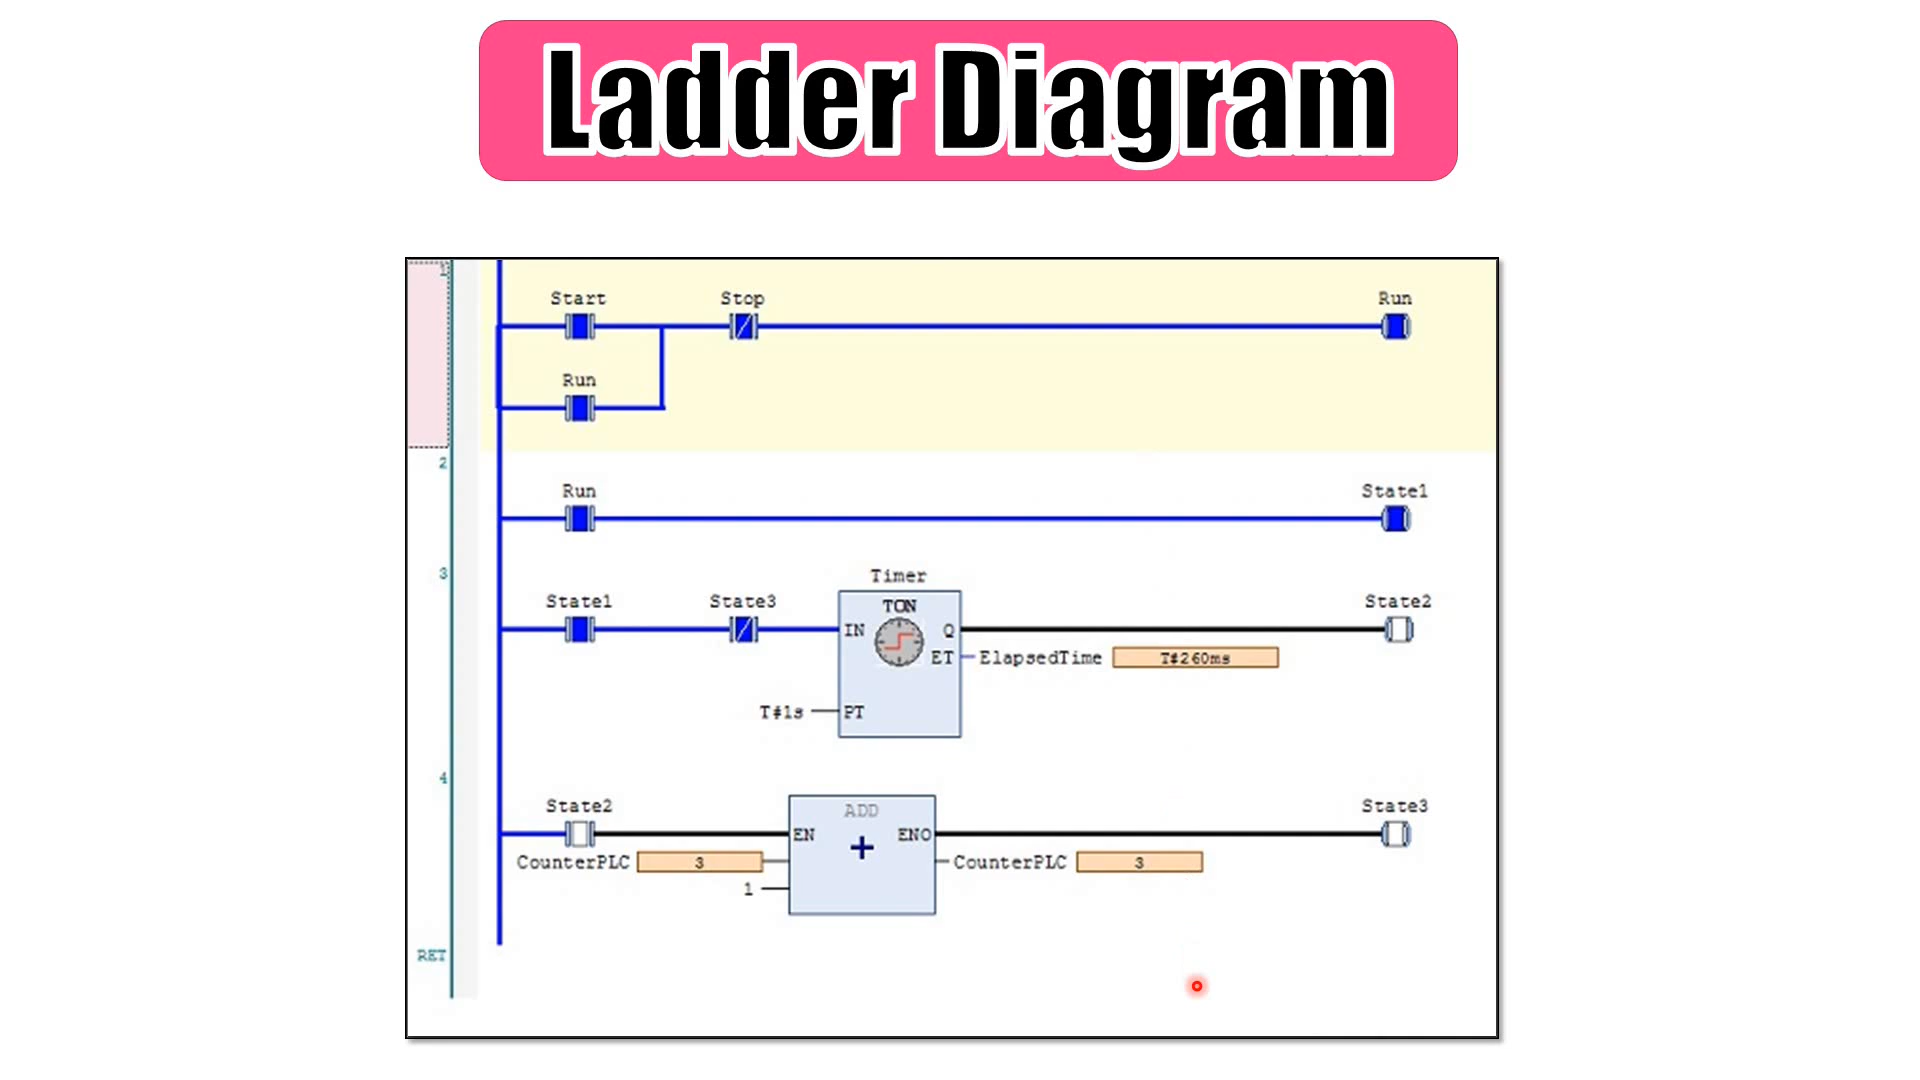 Ladder Diagram
1
Start Stop Run
Run
2
Run State1
3
Timer
State1 State3 TON State2
IN Q
ET ElapsedTime T#260ms
T#1s PT
4
State2 ADD State3
EN ENO
+
CounterPLC 3 CounterPLC 3
1
RET